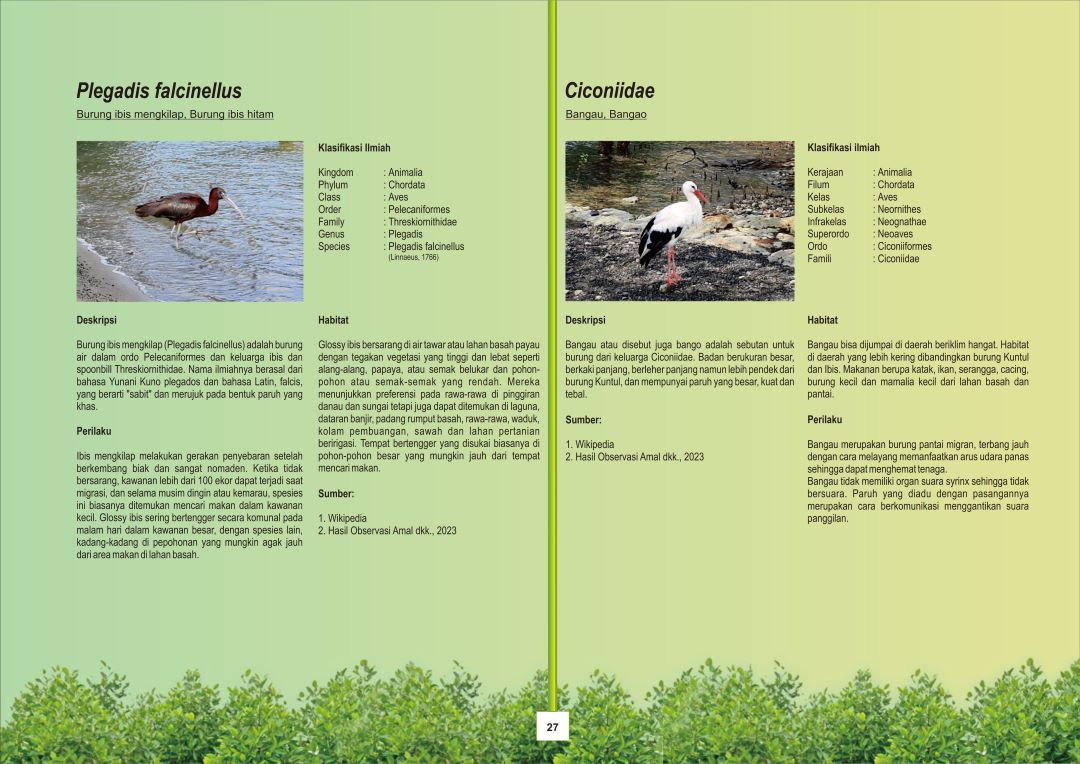 Plegadis falcinellus
Burung ibis mengkilap, Burung ibis hitam
Klasifikasi Ilmiah
Kingdom : Animalia
Phylum : Chordata
Class : Aves
Order : Pelecaniformes
Family : Threskiornithidae
Genus : Plegadis
Species : Plegadis falcinellus
(Linnaeus, 1766)
Deskripsi
Burung ibis mengkilap (Plegadis falcinellus) adalah burung
air dalam ordo Pelecaniformes dan keluarga ibis dan
spoonbill Threskiornithidae. Nama ilmiahnya berasal dari
bahasa Yunani Kuno plegados dan bahasa Latin, falcis,
yang berarti "sabit" dan merujuk pada bentuk paruh yang
khas.
Perilaku
Ibis mengkilap melakukan gerakan penyebaran setelah
berkembang biak dan sangat nomaden. Ketika tidak
bersarang, kawanan lebih dari 100 ekor dapat terjadi saat
migrasi, dan selama musim dingin atau kemarau, spesies
ini biasanya ditemukan mencari makan dalam kawanan
kecil. Glossy ibis sering bertengger secara komunal pada
malam hari dalam kawanan besar, dengan spesies lain,
kadang-kadang di pepohonan yang mungkin agak jauh
dari area makan di lahan basah.
Habitat
Glossy ibis bersarang di air tawar atau lahan basah payau
dengan tegakan vegetasi yang tinggi dan lebat seperti
alang-alang, papaya, atau semak belukar dan pohon-
pohon atau semak-semak yang rendah. Mereka
menunjukkan preferensi pada rawa-rawa di pinggiran
danau dan sungai tetapi juga dapat ditemukan di laguna,
dataran banjir, padang rumput basah, rawa-rawa, waduk,
kolam pembuangan, sawah dan lahan pertanian
beririgasi. Tempat bertengger yang disukai biasanya di
pohon-pohon besar yang mungkin jauh dari tempat
mencari makan.
Sumber:
1. Wikipedia
2. Hasil Observasi Amal dkk., 2023
Ciconiidae
Bangau, Bangao
Klasifikasi ilmiah
Kerajaan : Animalia
Filum : Chordata
Kelas : Aves
Subkelas : Neornithes
Infrakelas : Neognathae
Superordo : Neoaves
Ordo : Ciconiiformes
Famili : Ciconiidae
Deskripsi
Bangau atau disebut juga bango adalah sebutan untuk
burung dari keluarga Ciconiidae. Badan berukuran besar,
berkaki panjang, berleher panjang namun lebih pendek dari
burung Kuntul, dan mempunyai paruh yang besar, kuat dan
tebal.
Sumber:
1. Wikipedia
2. Hasil Observasi Amal dkk., 2023
Habitat
Bangau bisa dijumpai di daerah beriklim hangat. Habitat
di daerah yang lebih kering dibandingkan burung Kuntul
dan Ibis. Makanan berupa katak, ikan, serangga, cacing,
burung kecil dan mamalia kecil dari lahan basah dan
pantai.
Perilaku
Bangau merupakan burung pantai migran, terbang jauh
dengan cara melayang memanfaatkan arus udara panas
sehingga dapat menghemat tenaga.
Bangau tidak memiliki organ suara syrinx sehingga tidak
bersuara. Paruh yang diadu dengan pasangannya
merupakan cara berkomunikasi menggantikan suara
panggilan.
27